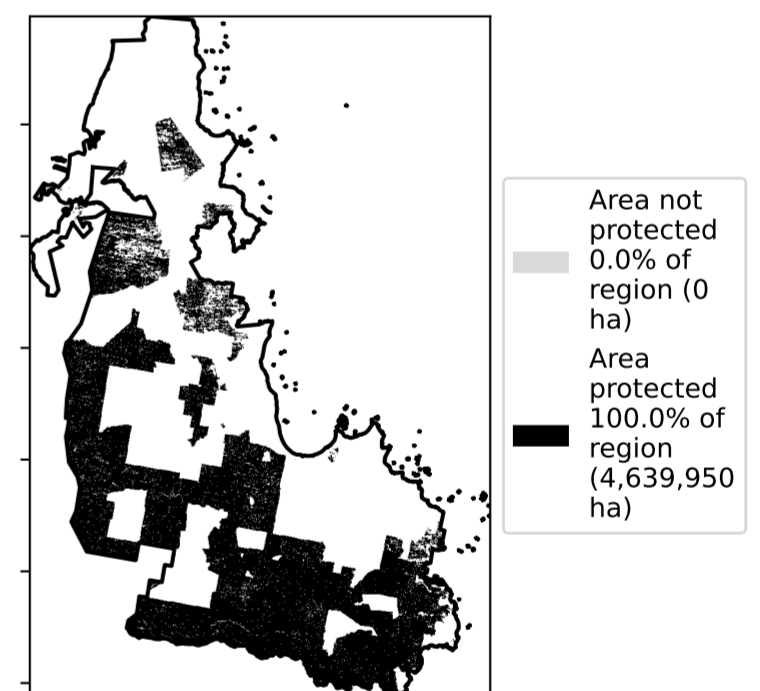 Area not
protected
0.0% of
region (0
ha)
Area
protected
100.0% of
region
(4,639,950
ha)